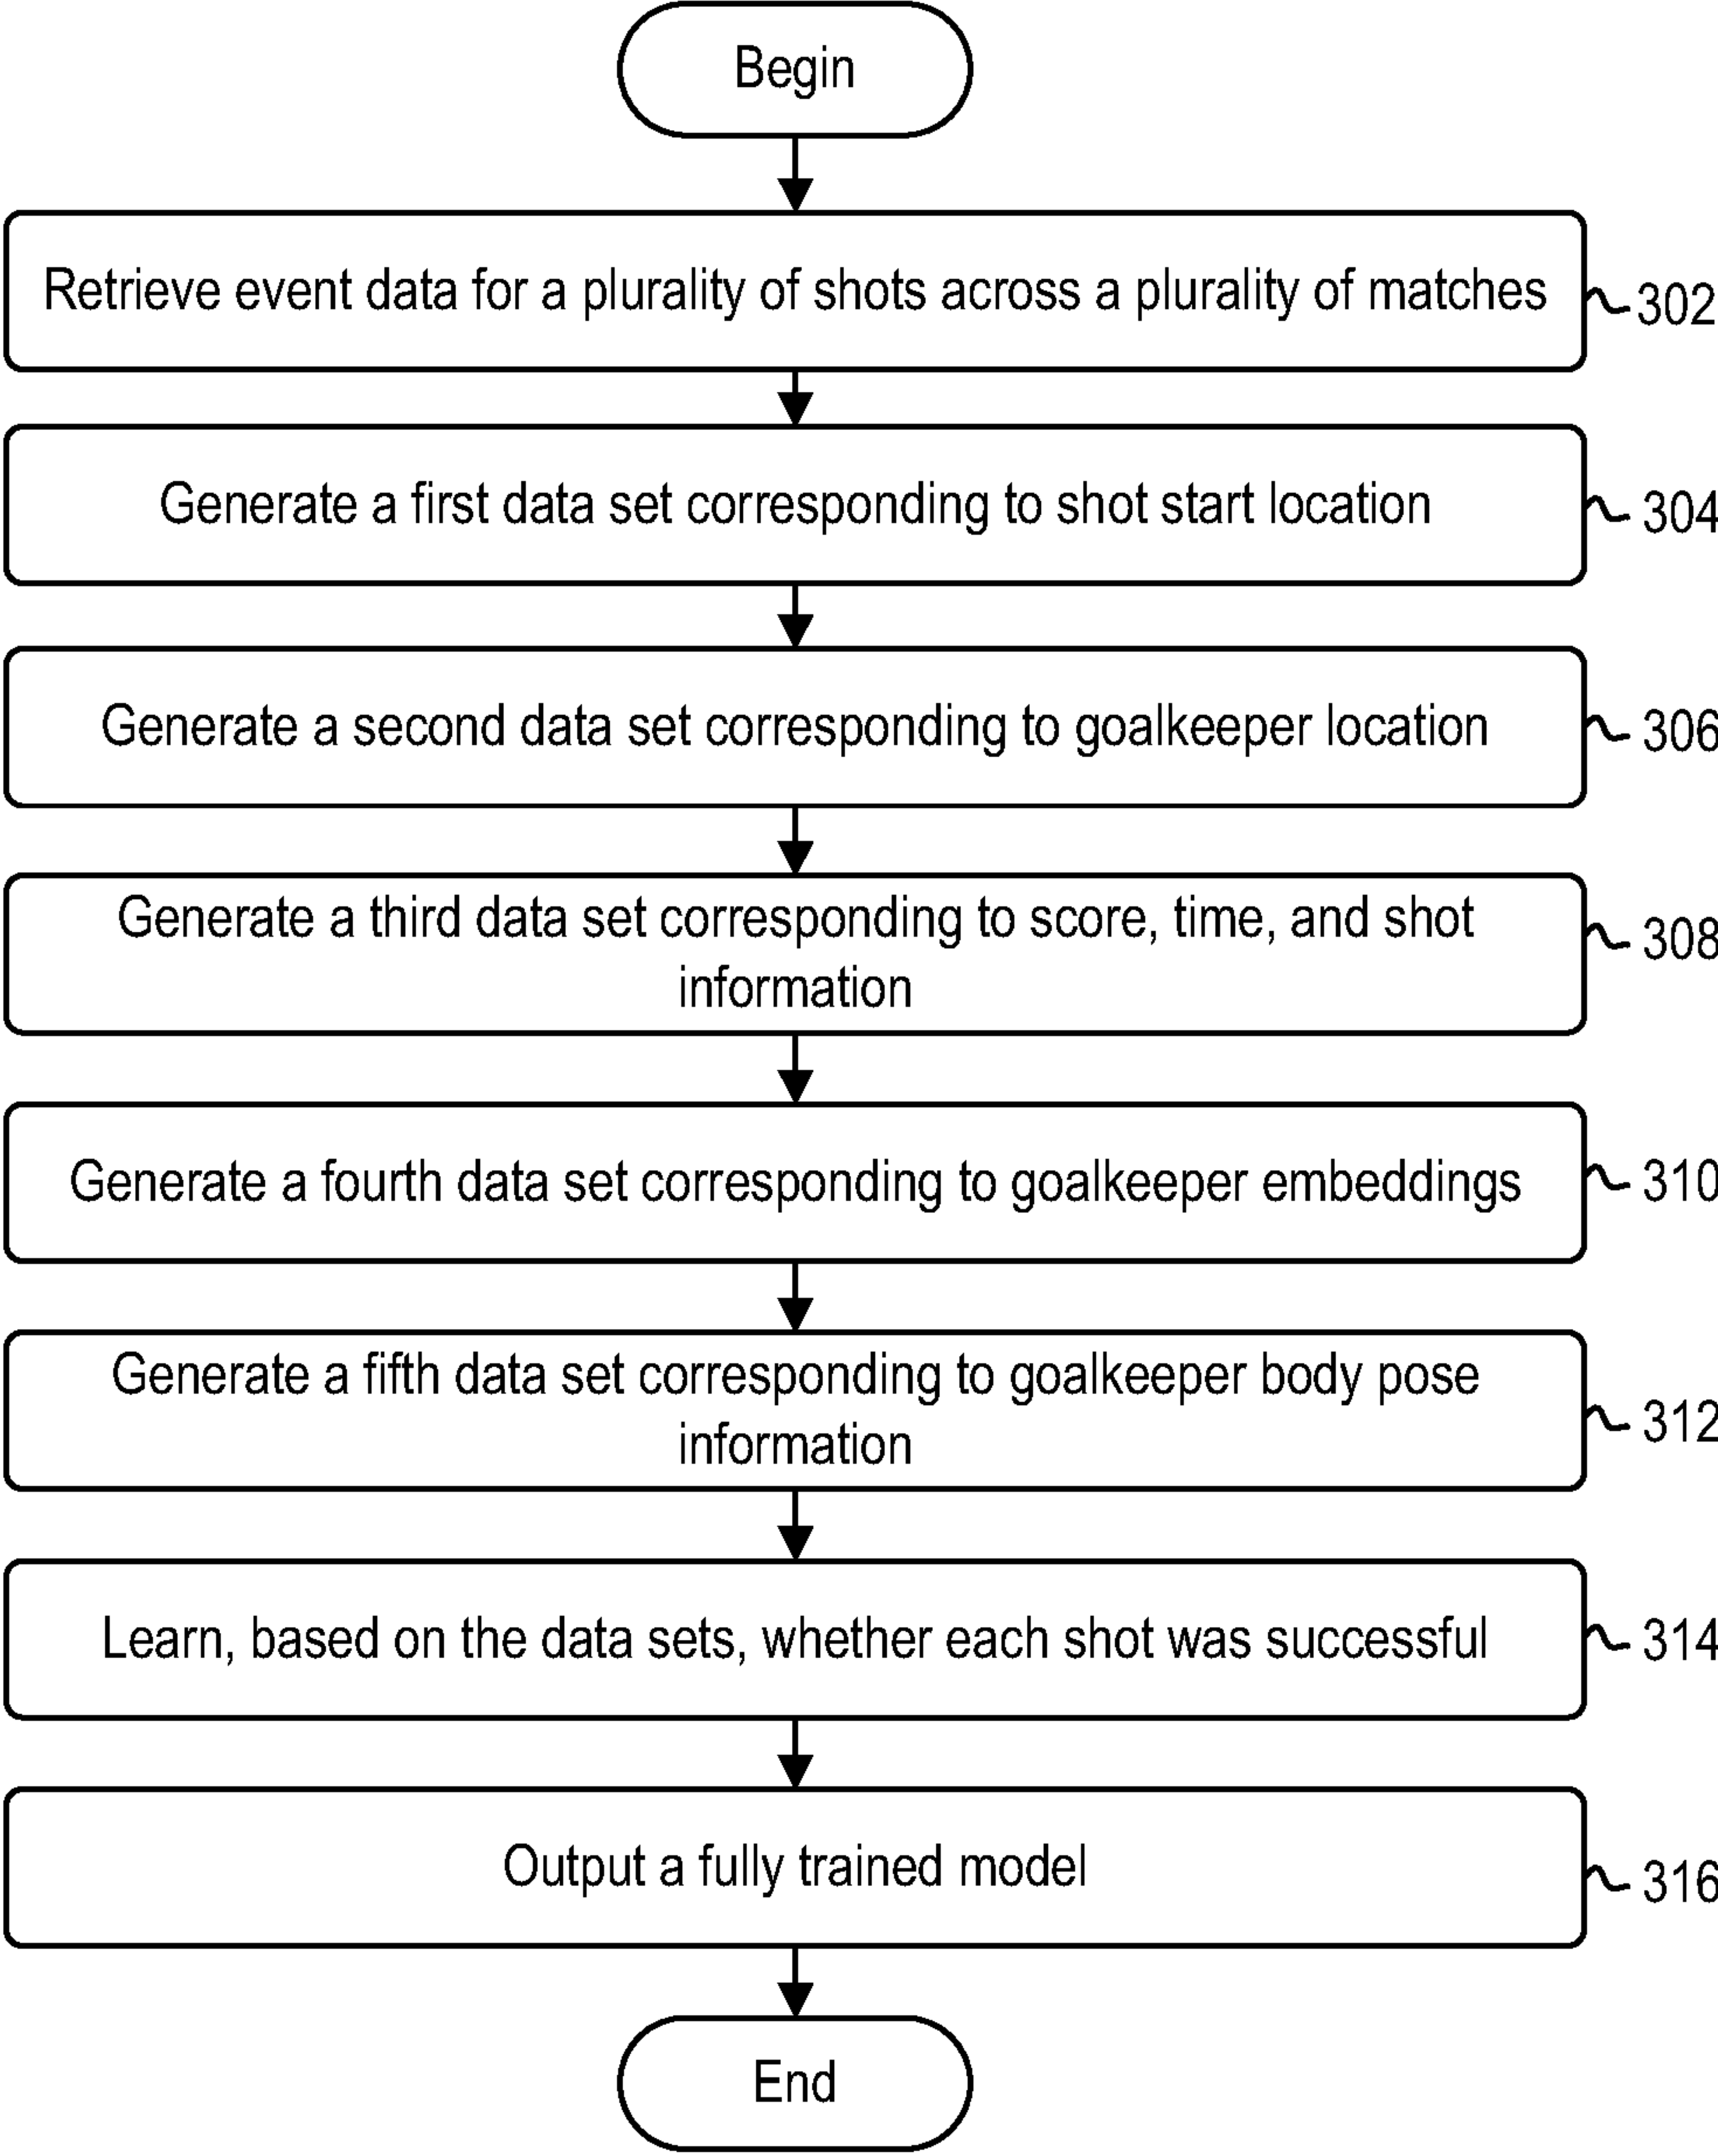 Begin
Retrieve event data for a plurality of shots across a plurality of matches
302
Generate a first data set corresponding to shot start location
304
Generate a second data set corresponding to goalkeeper location
306
Generate a third data set corresponding to score, time, and shot
information
308
Generate a fourth data set corresponding to goalkeeper embeddings
310
Generate a fifth data set corresponding to goalkeeper body pose
information
312
Learn, based on the data sets, whether each shot was successful
314
Output a fully trained model
316
End